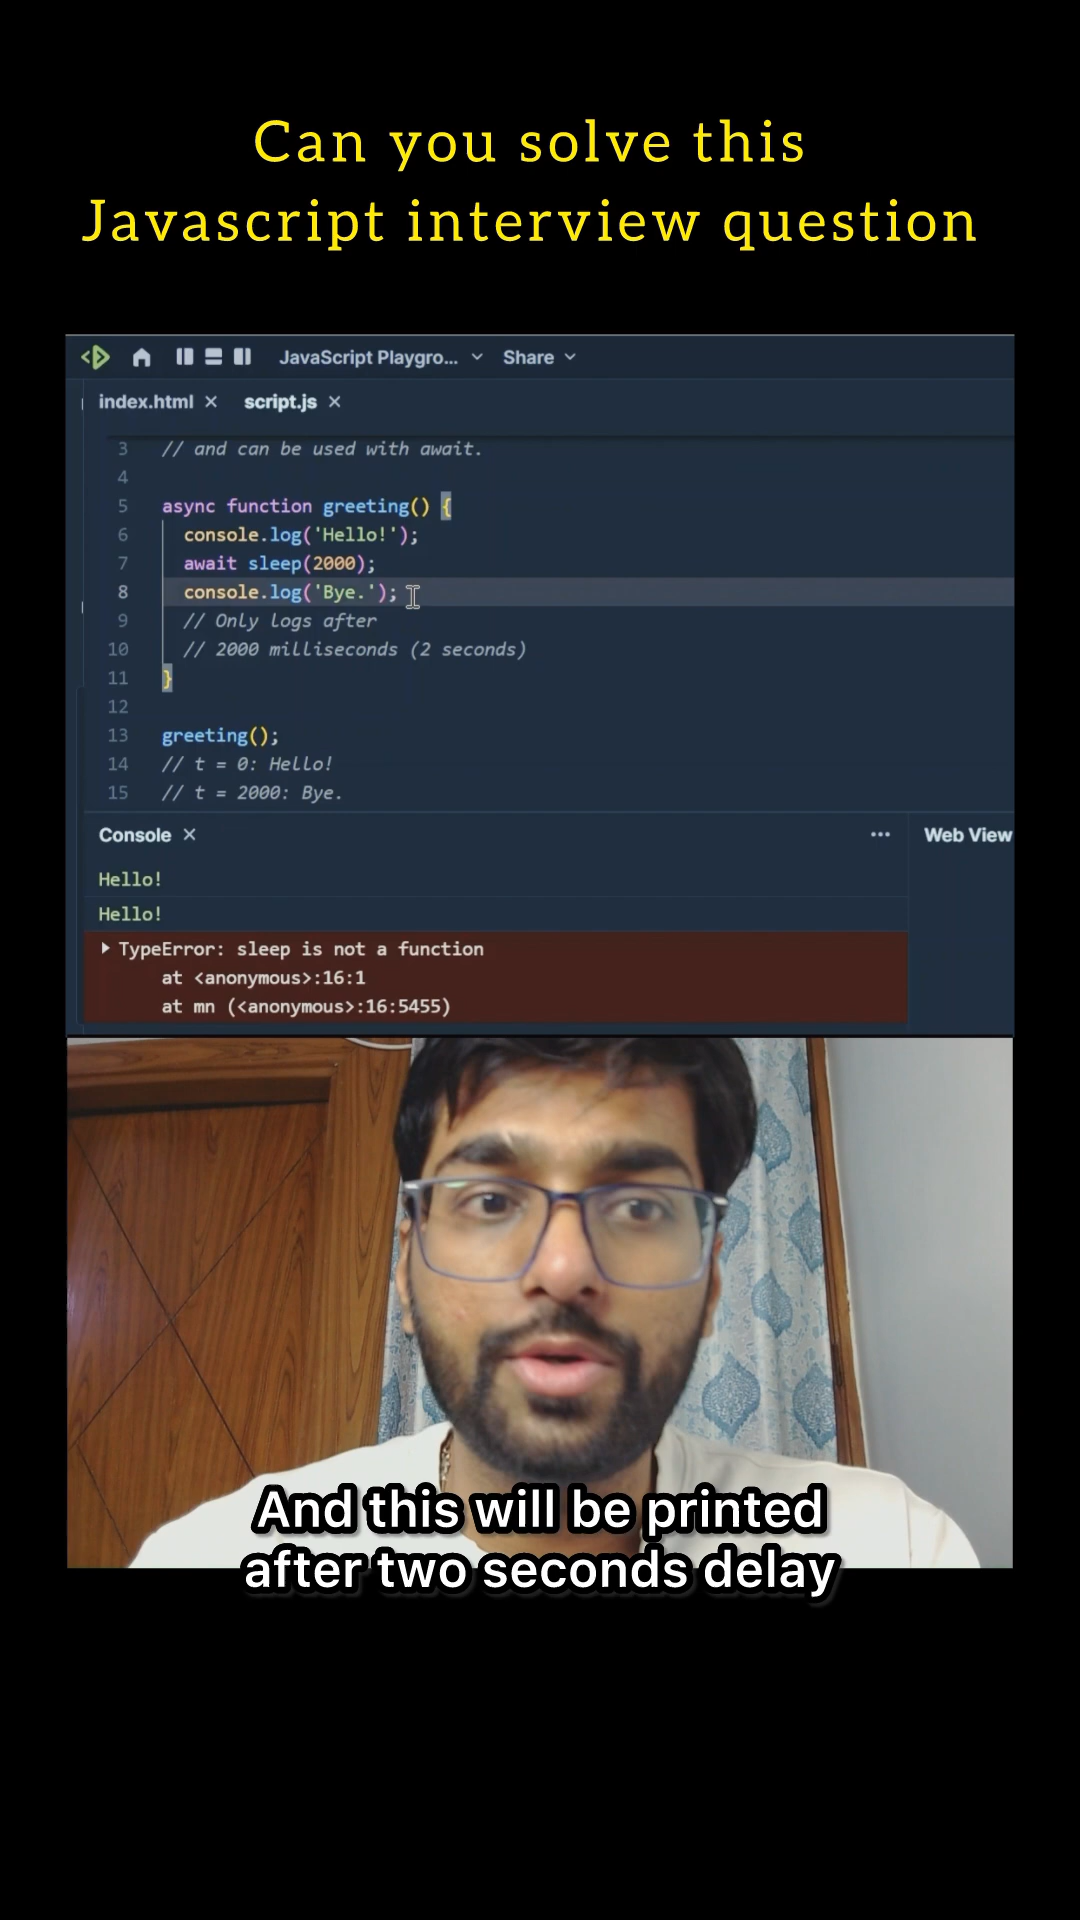 Can you solve this
Javascript interview question
JavaScript Playgro... Share
index.html × script.js ×
3 // and can be used with await.
4
5 async function greeting() {
6 console.log('Hello!');
7 await sleep(2000);
8 console.log('Bye.');
9 // Only logs after
10 // 2000 milliseconds (2 seconds)
11 }
12
13 greeting();
14 // t = 0: Hello!
15 // t = 2000: Bye.
Console × ... Web View
Hello!
Hello!
TypeError: sleep is not a function
at <anonymous>:16:1
at mn (<anonymous>:16:5455)
And this will be printed
after two seconds delay